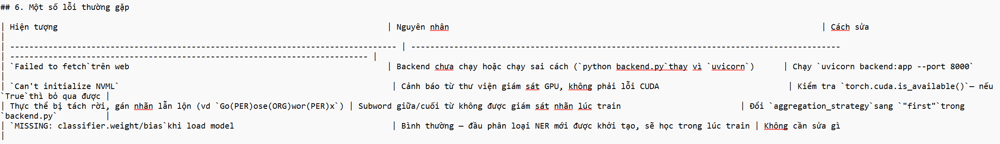 ## 6. Một số lỗi thường gặp
| Hiện tượng | Nguyên nhân | Cách sửa
|
| --------------------------------------------------------------------------------- | ------------------------------------------------------------------------------------------
| --------------------------------------------------------------------------- |
| `Failed to fetch`trên web | Backend chưa chạy hoặc chạy sai cách (`python backend.py`thay vì `uvicorn`) | Chạy `uvicorn backend:app --port 8000`
|
| `Can't initialize NVML` | Cảnh báo từ thư viện giám sát GPU, không phải lỗi CUDA | Kiểm tra `torch.cuda.is_available()`— nếu
`True`thì bỏ qua được |
| Thực thể bị tách rời, gán nhãn lẫn lộn (vd `Go(PER)ose(ORG)wor(PER)x`) | Subword giữa/cuối từ không được giám sát nhãn lúc train | Đổi `aggregation_strategy`sang `"first"`trong
`backend.py` |
| `MISSING: classifier.weight/bias`khi load model | Bình thường — đầu phân loại NER mới được khởi tạo, sẽ học trong lúc train | Không cần sửa gì
|